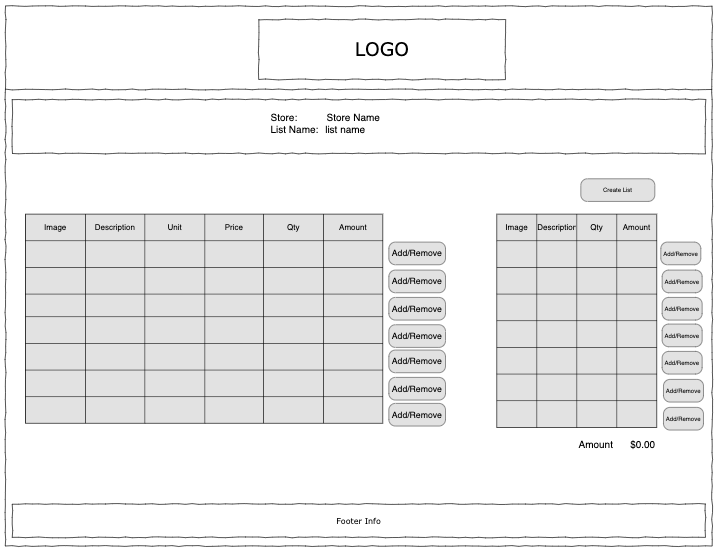 LOGO
Store: Store Name
List Name: list name
Create List
Image Description Unit Price Qty Amount
Image Description Qty Amount
Add/Remove Add/Remove
Add/Remove Add/Remove
Add/Remove Add/Remove
Add/Remove Add/Remove
Add/Remove Add/Remove
Add/Remove Add/Remove
Add/Remove Add/Remove
Amount $0.00
Footer Info